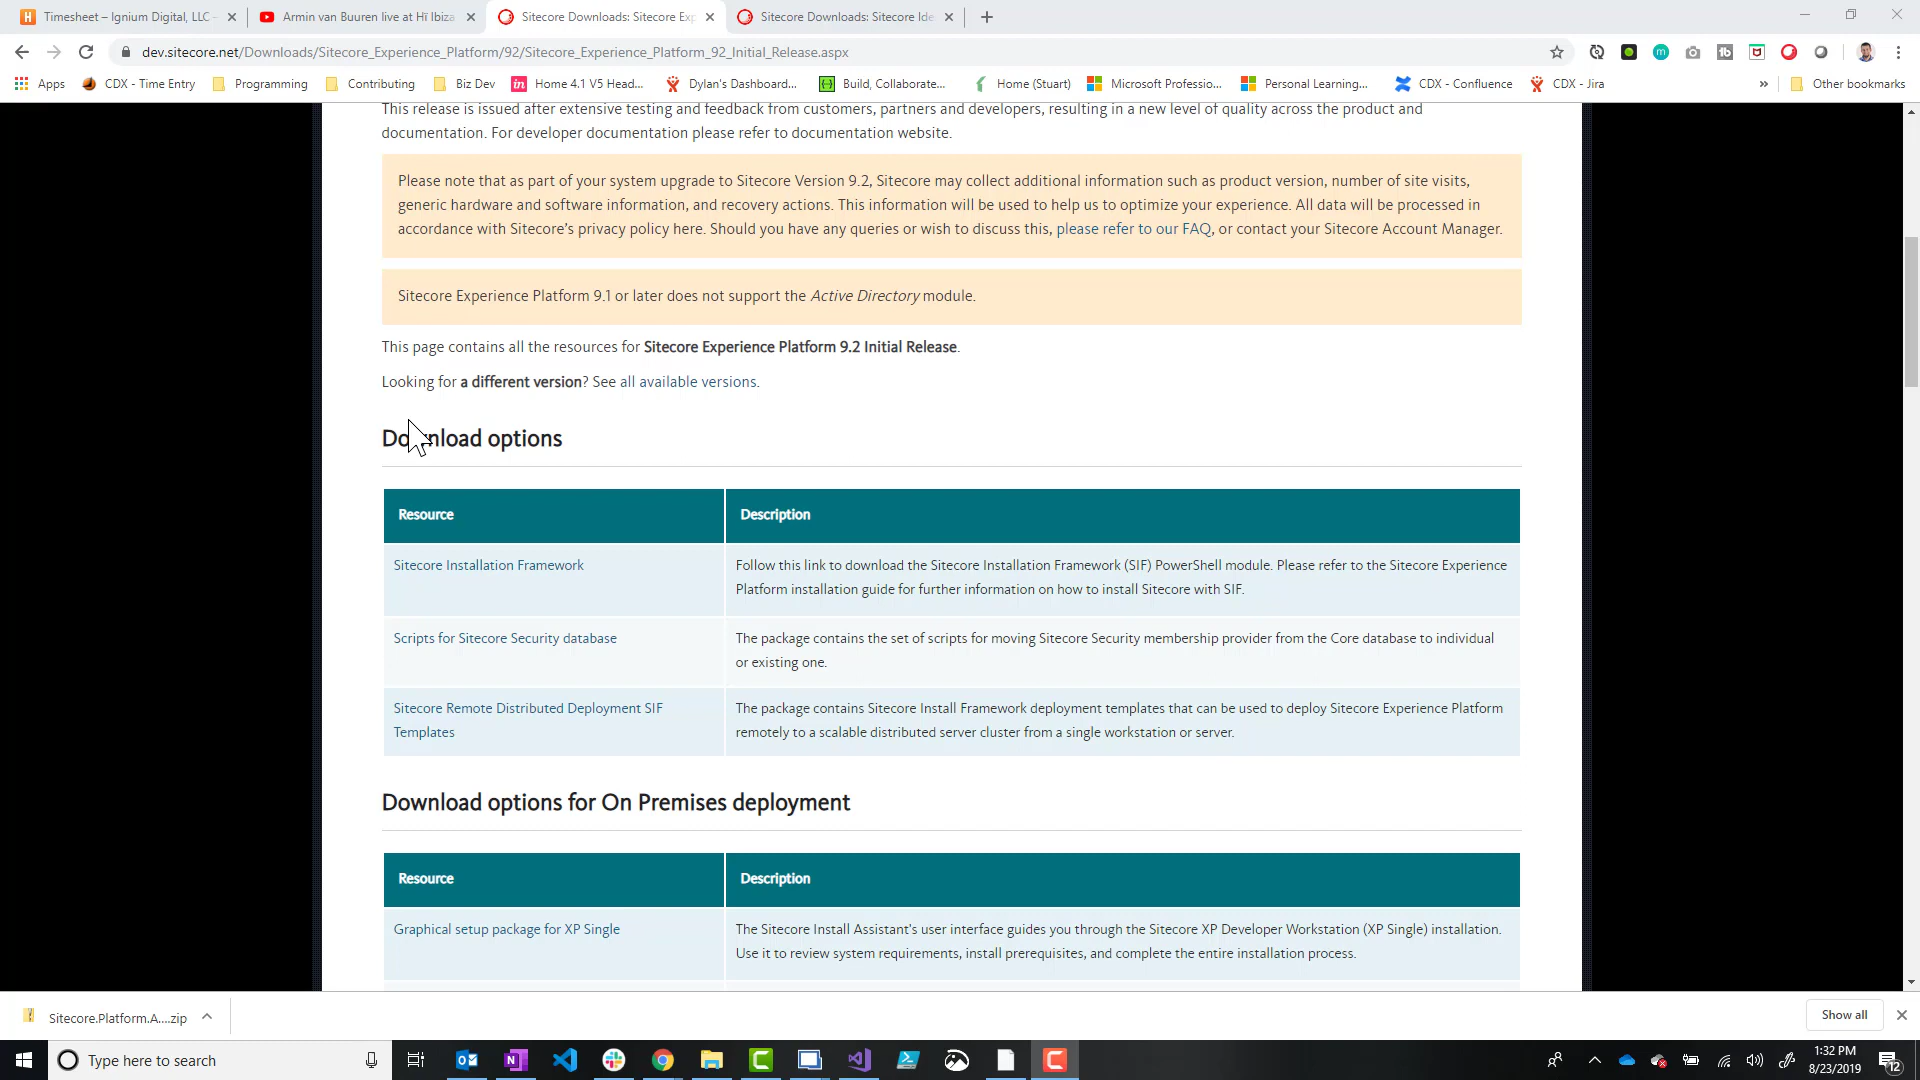 Timesheet – Ignium Digital, LLC –
Armin van Buuren live at Hï Ibiza
Sitecore Downloads: Sitecore Exp
Sitecore Downloads: Sitecore Ide
dev.sitecore.net/Downloads/Sitecore_Experience_Platform/92/Sitecore_Experience_Platform_92_Initial_Release.aspx
Apps
CDX - Time Entry
Programming
Contributing
Biz Dev
Home 4.1 V5 Head...
Dylan's Dashboard...
Build, Collaborate...
Home (Stuart)
Microsoft Professio...
Personal Learning...
CDX - Confluence
CDX - Jira
»
Other bookmarks
This release is issued after extensive testing and feedback from customers, partners and developers, resulting in a new level of quality across the product and
documentation. For developer documentation please refer to documentation website.
Please note that as part of your system upgrade to Sitecore Version 9.2, Sitecore may collect additional information such as product version, number of site visits,
generic hardware and software information, and recovery actions. This information will be used to help us to optimize your experience. All data will be processed in
accordance with Sitecore's privacy policy here. Should you have any queries or wish to discuss this, please refer to our FAQ, or contact your Sitecore Account Manager.
Sitecore Experience Platform 9.1 or later does not support the Active Directory module.
This page contains all the resources for Sitecore Experience Platform 9.2 Initial Release.
Looking for a different version? See all available versions.
Download options
Resource
Description
Sitecore Installation Framework
Follow this link to download the Sitecore Installation Framework (SIF) PowerShell module. Please refer to the Sitecore Experience
Platform installation guide for further information on how to install Sitecore with SIF.
Scripts for Sitecore Security database
The package contains the set of scripts for moving Sitecore Security membership provider from the Core database to individual
or existing one.
Sitecore Remote Distributed Deployment SIF
Templates
The package contains Sitecore Install Framework deployment templates that can be used to deploy Sitecore Experience Platform
remotely to a scalable distributed server cluster from a single workstation or server.
Download options for On Premises deployment
Resource
Description
Graphical setup package for XP Single
The Sitecore Install Assistant's user interface guides you through the Sitecore XP Developer Workstation (XP Single) installation.
Use it to review system requirements, install prerequisites, and complete the entire installation process.
Sitecore.Platform.A....zip
Show all
Type here to search
1:32 PM
8/23/2019
12